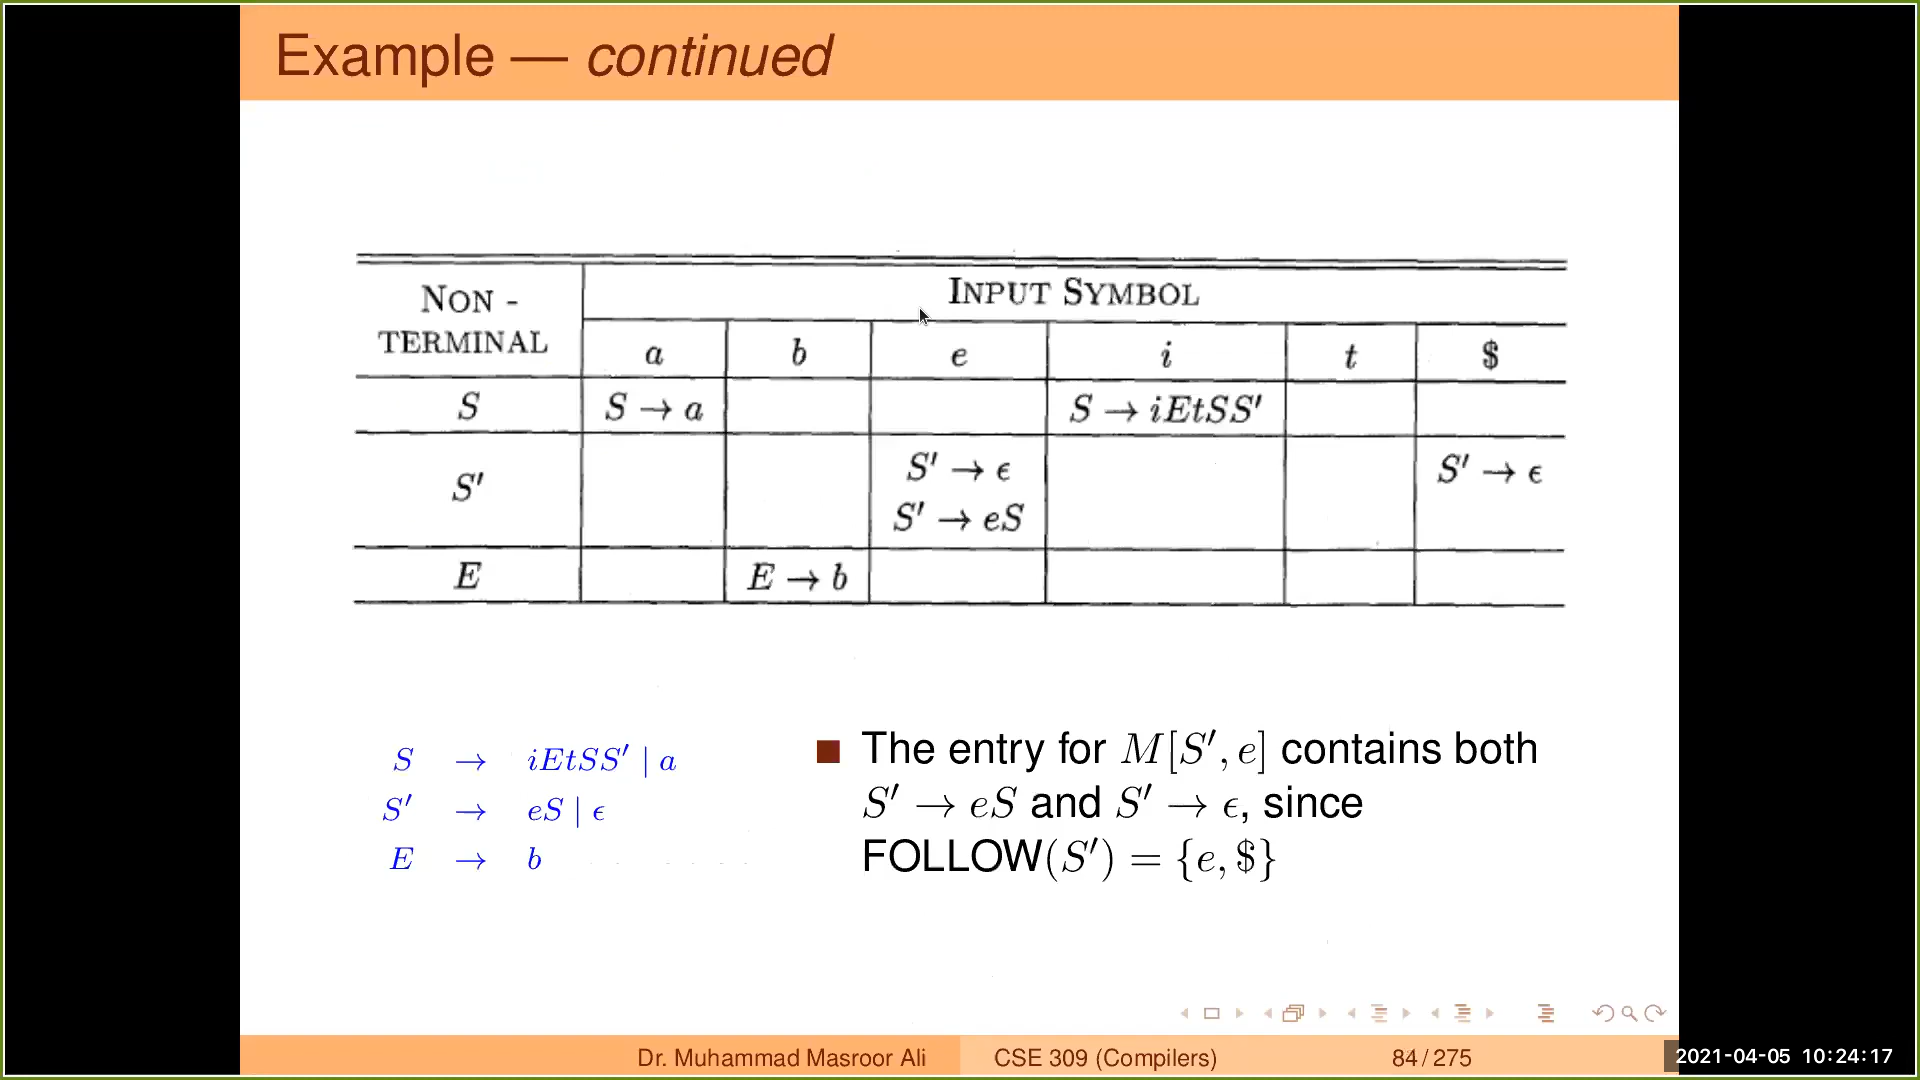 Example — continued
NON -
TERMINAL
INPUT SYMBOL
a b e i t $
S S → a S → iEtSS′
S′ S′ → ϵ S′ → ϵ
S′ → eS
E E → b
S → iEtSS′ | a
S′ → eS | ϵ
E → b
The entry for M[S′, e] contains both
S′ → eS and S′ → ϵ, since
FOLLOW(S′) = {e, $}
Dr. Muhammad Masroor Ali CSE 309 (Compilers) 84 / 275
2021-04-05 10:24:17